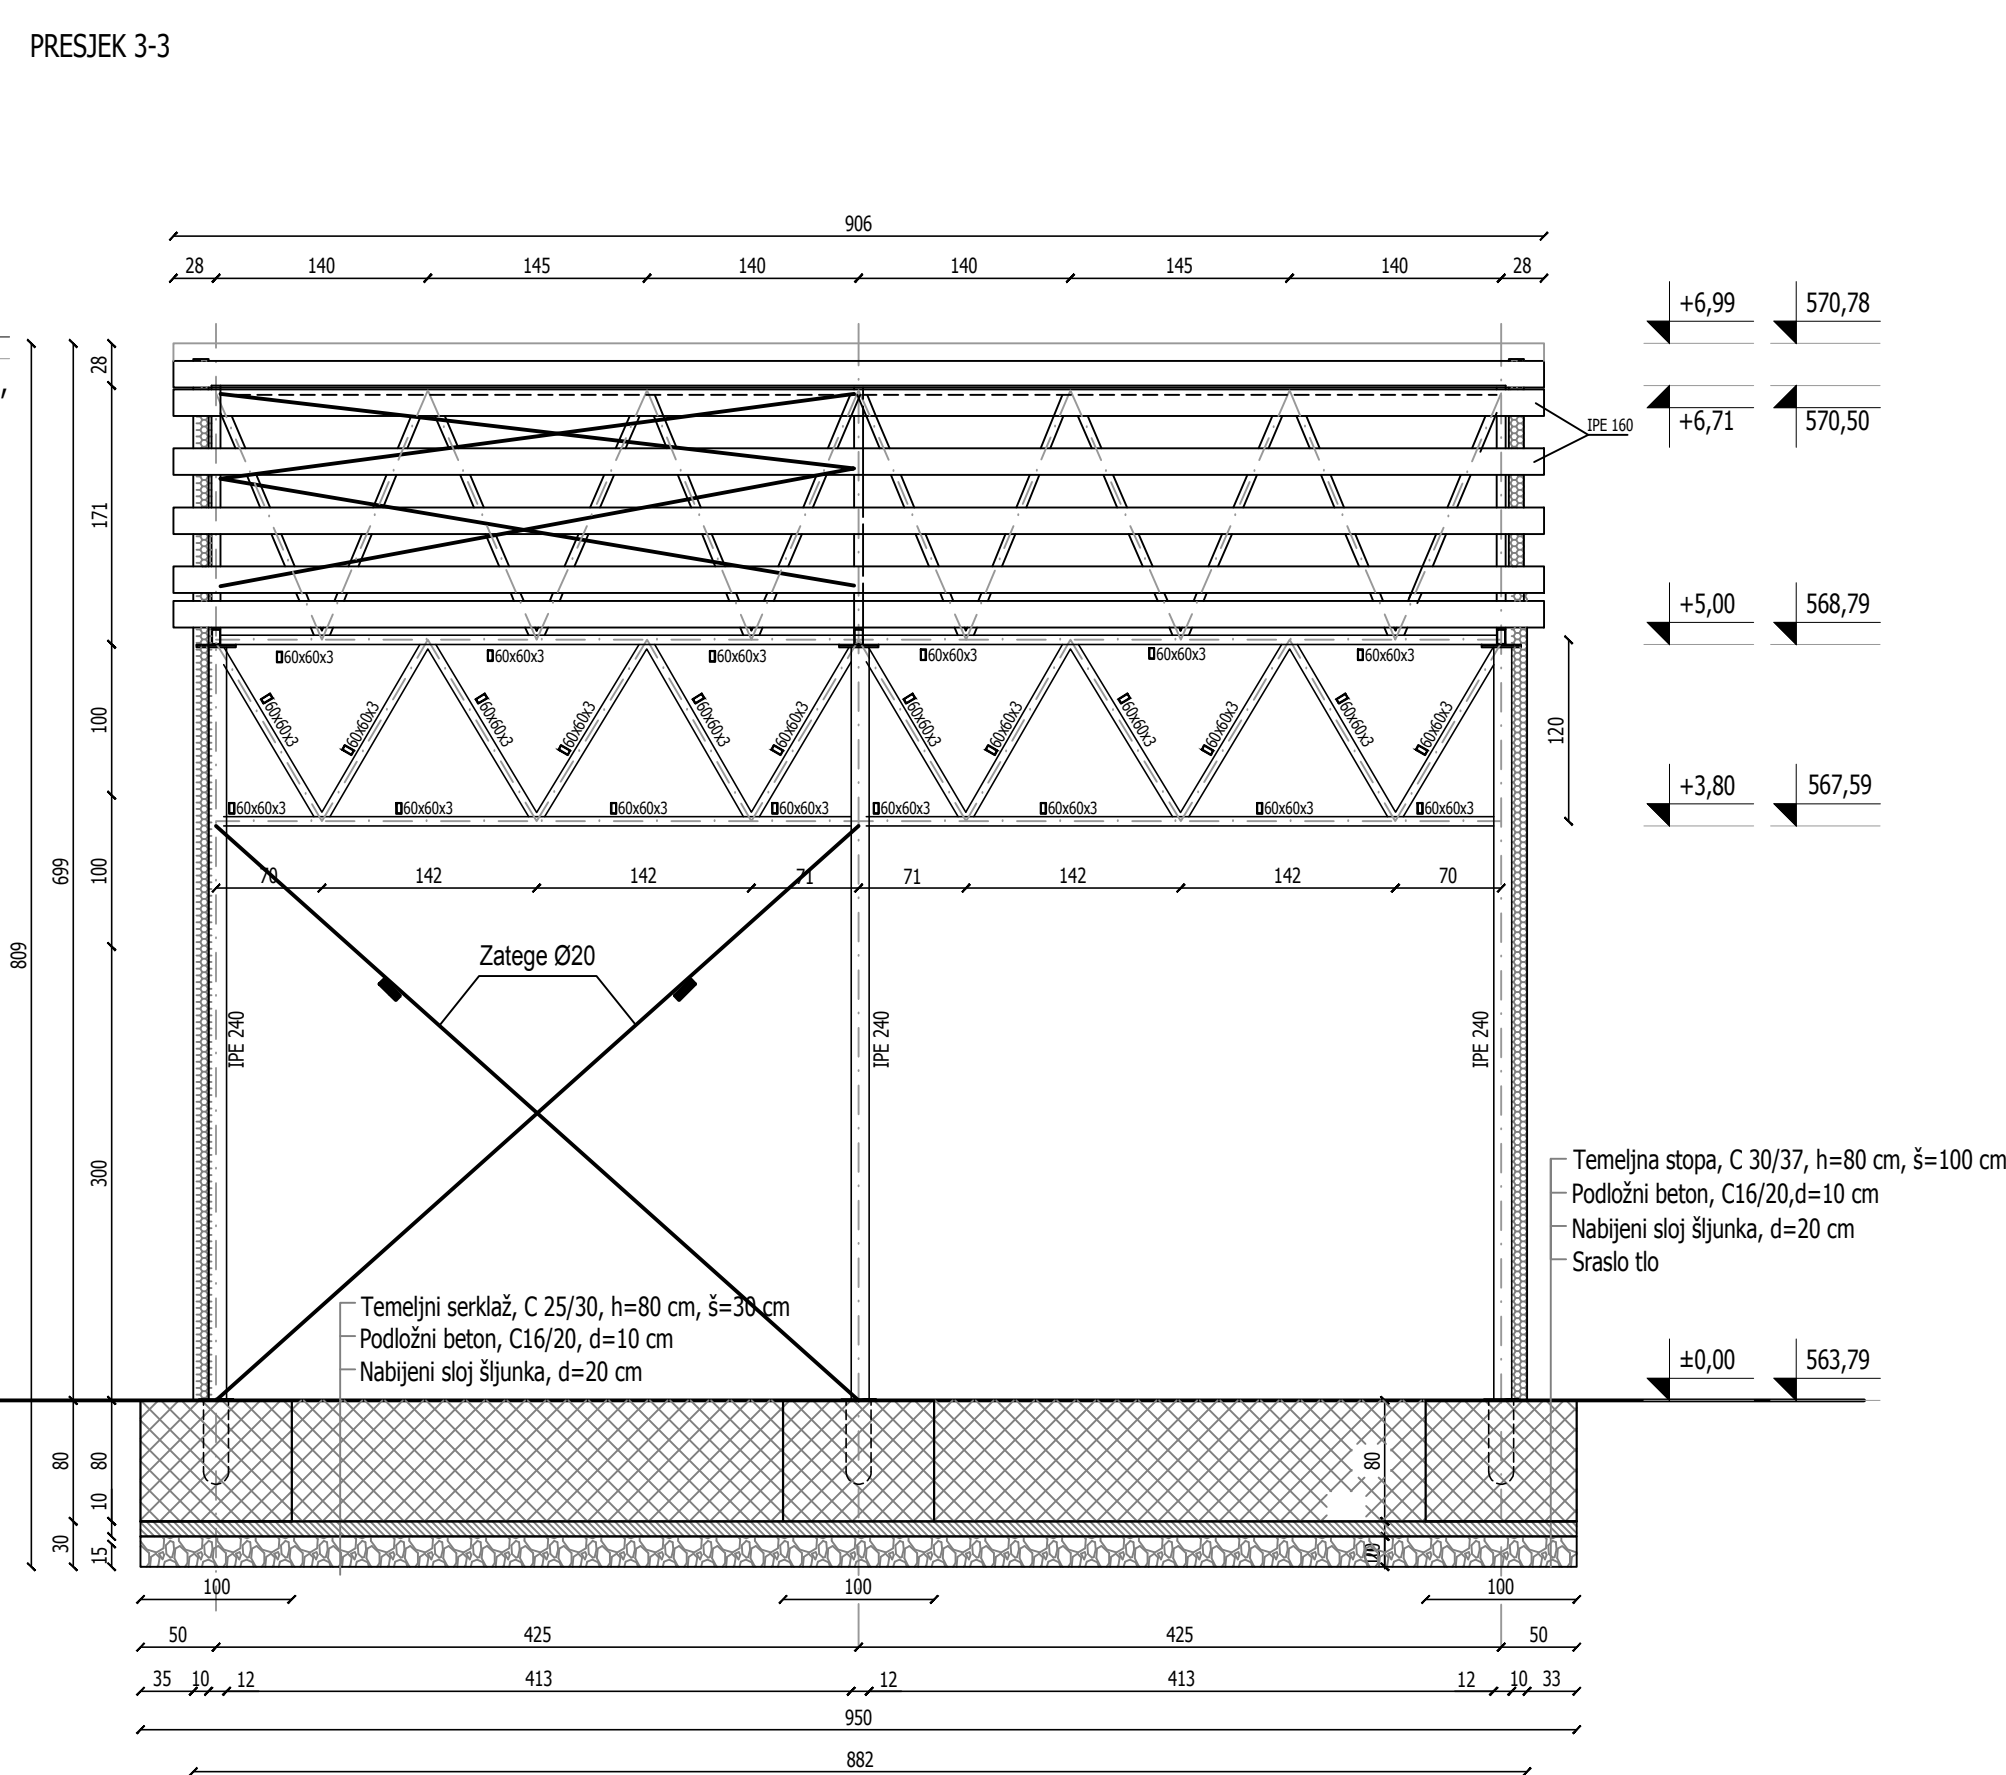 PRESJEK 3-3
906
28 140 145 140 140 145 140 28
+6,99 570,78
+6,71 570,50
IPE 160
+5,00 568,79
+3,80 567,59
±0,00 563,79
28
171
100
100
300
80
10
15
699
80
30
809
,
60x60x3 60x60x3 60x60x3 60x60x3 60x60x3 60x60x3
60x60x3 60x60x3 60x60x3 60x60x3 60x60x3 60x60x3 60x60x3 60x60x3 60x60x3 60x60x3 60x60x3 60x60x3
120
60x60x3 60x60x3 60x60x3 60x60x3 60x60x3 60x60x3 60x60x3 60x60x3
70 142 142 71 71 142 142 70
Zatege Ø20
IPE 240 IPE 240 IPE 240
Temeljna stopa, C 30/37, h=80 cm, š=100 cm
Podložni beton, C16/20,d=10 cm
Nabijeni sloj šljunka, d=20 cm
Sraslo tlo
Temeljni serklaž, C 25/30, h=80 cm, š=30 cm
Podložni beton, C16/20, d=10 cm
Nabijeni sloj šljunka, d=20 cm
80
100 100 100
50 425 425 50
35 10 12 413 12 413 12 10 33
950
882